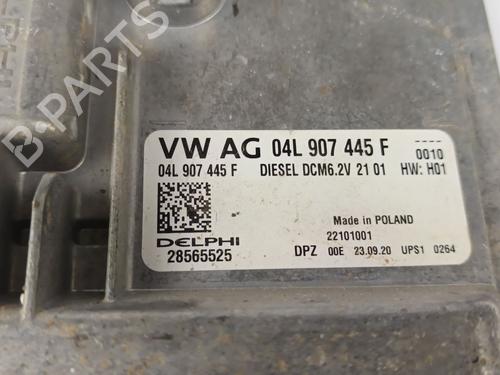 VW AG 04L 907 445 F
0010
04L 907 445 F DIESEL DCM6.2V 21 01 HW: H01
Made in POLAND
22101001
DELPHI
28565525
DPZ 00E 23.09.20 UPS1 0264
B-PARTS